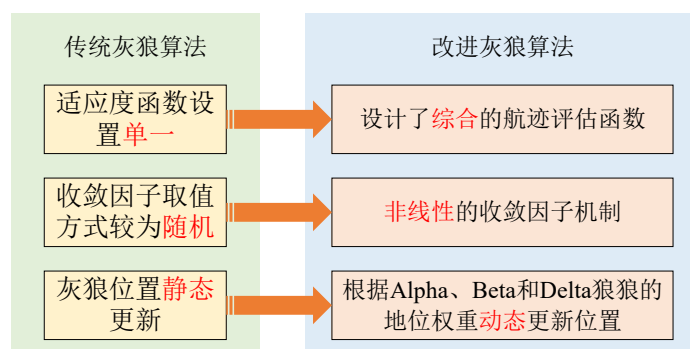 传统灰狼算法
改进灰狼算法
适应度函数设
置单一
设计了综合的航迹评估函数
收敛因子取值
方式较为随机
非线性的收敛因子机制
灰狼位置静态
更新
根据Alpha、Beta和Delta狼狼的
地位权重动态更新位置